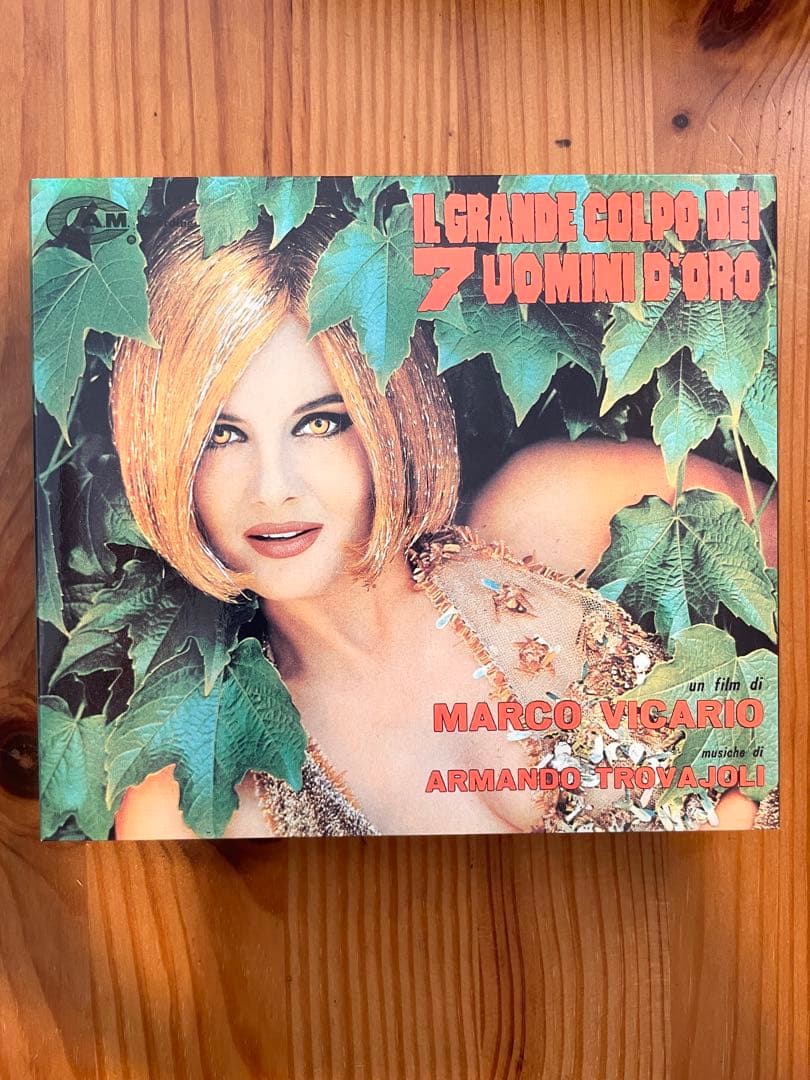 CAM
®
IL GRANDE COLPO DEI
7 UOMINI D'ORO
un film di
MARCO VICARIO
musiche di
ARMANDO TROVAJOLI